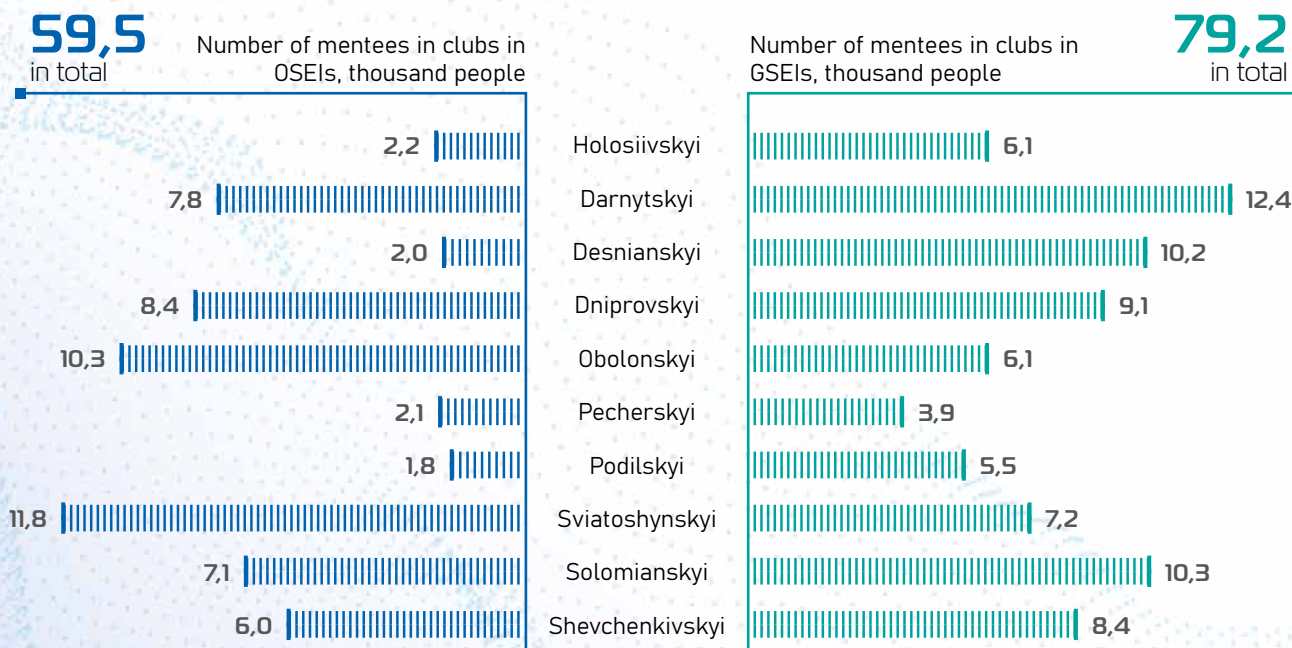 59,5
in total
Number of mentees in clubs in
OSEIs, thousand people
Number of mentees in clubs in
GSEIs, thousand people
79,2
in total
2,2 Holosiivskyi 6,1
7,8 Darnytskyi 12,4
2,0 Desnianskyi 10,2
8,4 Dniprovskyi 9,1
10,3 Obolonskyi 6,1
2,1 Pecherskyi 3,9
1,8 Podilskyi 5,5
11,8 Sviatoshynskyi 7,2
7,1 Solomianskyi 10,3
6,0 Shevchenkivskyi 8,4